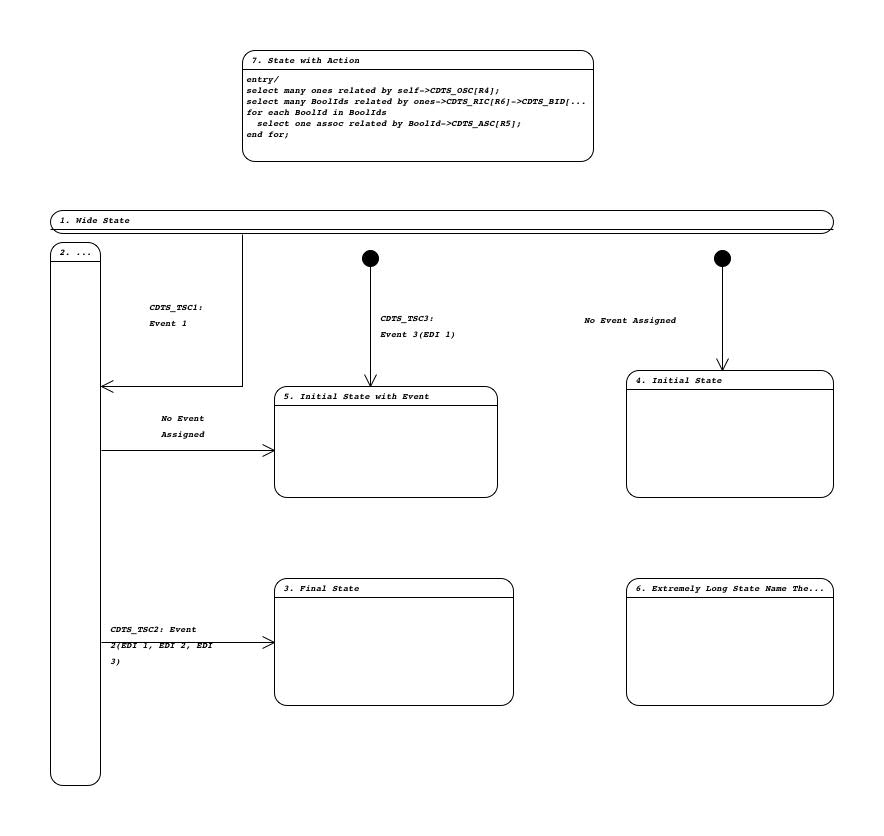 7. State with Action
entry/
select many ones related by self->CDTS_OSC[R4];
select many BoolIds related by ones->CDTS_RIC[R6]->CDTS_BID[...
for each BoolId in BoolIds
  select one assoc related by BoolId->CDTS_ASC[R5];
end for;
1. Wide State
2. ...
CDTS_TSC1:
Event 1
CDTS_TSC3:
Event 3(EDI 1)
No Event Assigned
4. Initial State
5. Initial State with Event
No Event
Assigned
3. Final State
6. Extremely Long State Name The...
CDTS_TSC2: Event
2(EDI 1, EDI 2, EDI
3)